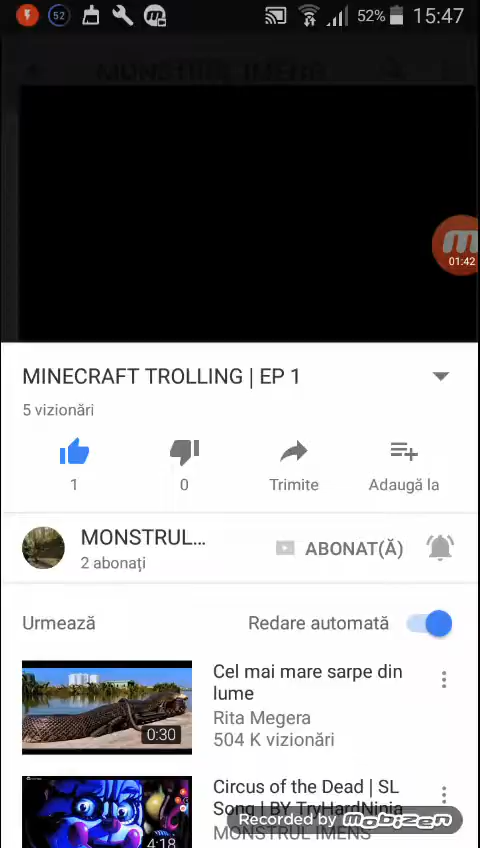 52
52%
15:47
MONSTRUL IMENS
01:42
MINECRAFT TROLLING | EP 1
5 vizionări
1
0
Trimite
Adaugă la
MONSTRUL...
ABONAT(Ă)
2 abonați
Urmează
Redare automată
Cel mai mare sarpe din
lume
Rita Megera
504 K vizionări
0:30
Circus of the Dead | SL
Song | BY TryHardNinja
MONSTRUL IMENS
4:18
Recorded by mobizen